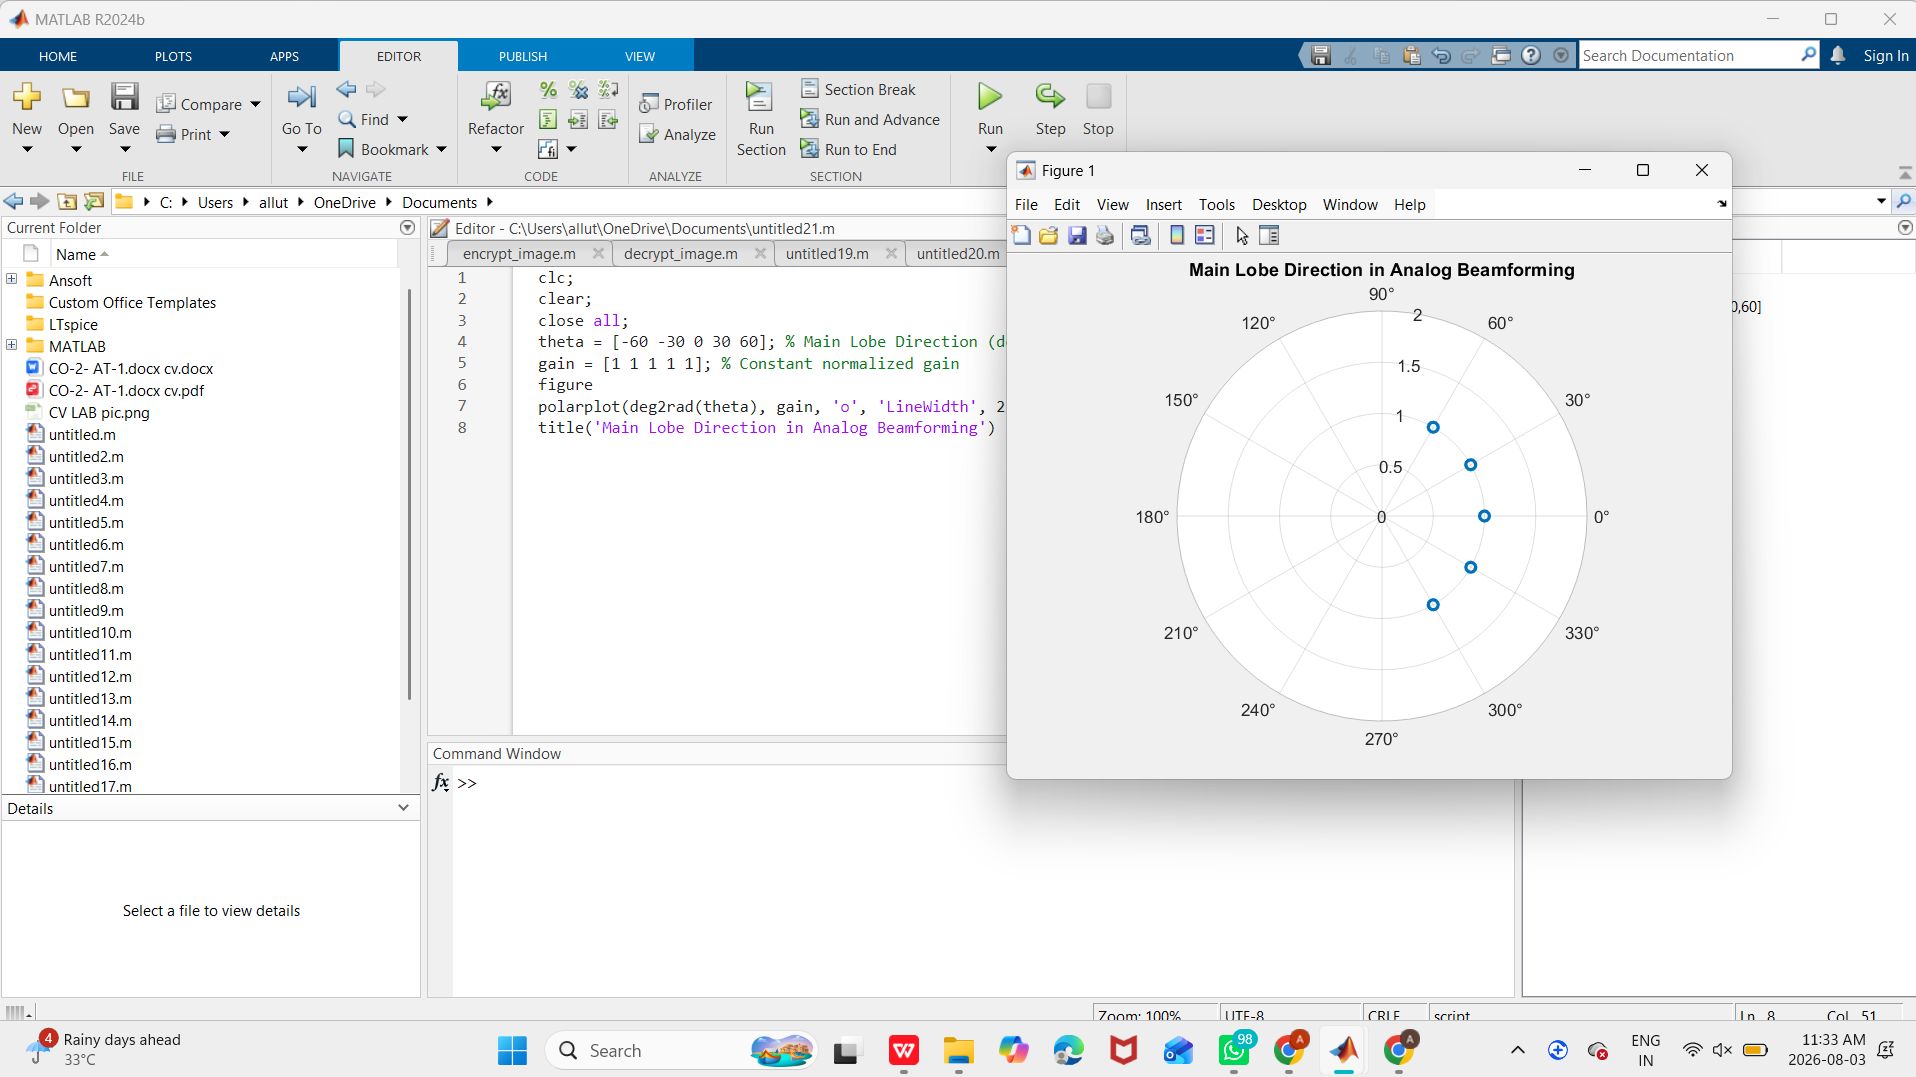 MATLAB R2024b
HOME PLOTS APPS EDITOR PUBLISH VIEW
Search Documentation
Sign In
New Open Save
Compare
Print
Go To
Find
Bookmark
Refactor
Profiler
Analyze
Run Section
Section Break
Run and Advance
Run to End
Run Step Stop
FILE NAVIGATE CODE ANALYZE SECTION
C: Users allut OneDrive Documents
Current Folder
Name
Ansoft
Custom Office Templates
LTspice
MATLAB
CO-2- AT-1.docx cv.docx
CO-2- AT-1.docx cv.pdf
CV LAB pic.png
untitled.m
untitled2.m
untitled3.m
untitled4.m
untitled5.m
untitled6.m
untitled7.m
untitled8.m
untitled9.m
untitled10.m
untitled11.m
untitled12.m
untitled13.m
untitled14.m
untitled15.m
untitled16.m
untitled17.m
Details
Select a file to view details
Editor - C:\Users\allut\OneDrive\Documents\untitled21.m
encrypt_image.m decrypt_image.m untitled19.m untitled20.m
1 clc;
2 clear;
3 close all;
4 theta = [-60 -30 0 30 60]; % Main Lobe Direction (d
5 gain = [1 1 1 1 1]; % Constant normalized gain
6 figure
7 polarplot(deg2rad(theta), gain, 'o', 'LineWidth', 2
8 title('Main Lobe Direction in Analog Beamforming')
Command Window
fx >>
Figure 1
File Edit View Insert Tools Desktop Window Help
Main Lobe Direction in Analog Beamforming
90°
120° 2 60°
1.5
150° 1 30°
0.5
180° 0 0°
210° 330°
240° 300°
270°
0,60]
Zoom: 100% UTF-8 CRLF script Ln 8 Col 51
4
Rainy days ahead
33°C
Search
98
A
A
ENG
IN
11:33 AM
2026-08-03